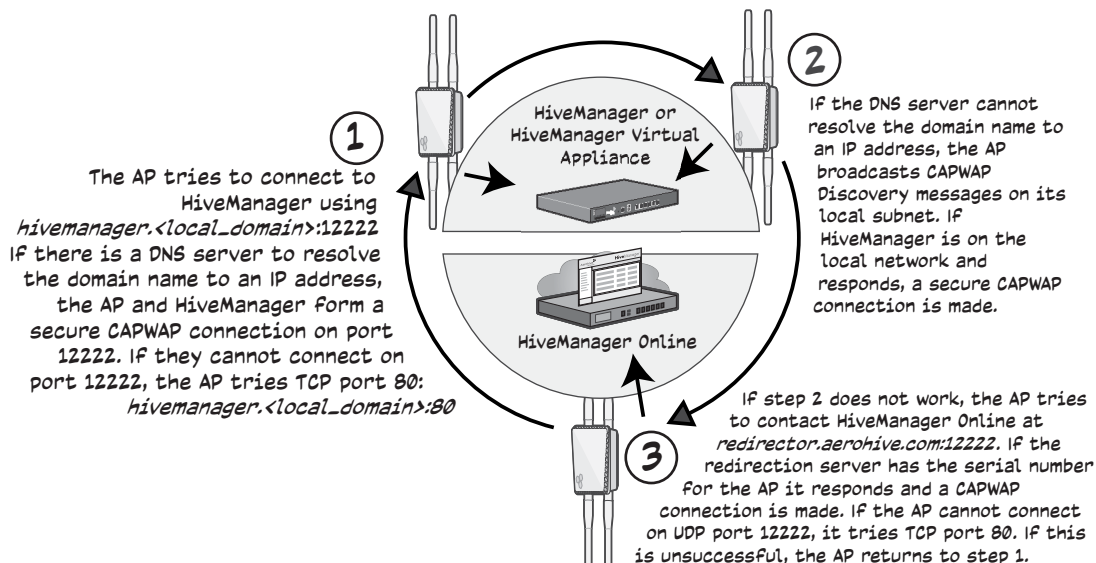 1
The AP tries to connect to
HiveManager using
hivemanager.<local_domain>:12222
If there is a DNS server to resolve
the domain name to an IP address,
the AP and HiveManager form a
secure CAPWAP connection on port
12222. If they cannot connect on
port 12222, the AP tries TCP port 80:
hivemanager.<local_domain>:80
HiveManager or
HiveManager Virtual
Appliance
HiveManager Online
2
If the DNS server cannot
resolve the domain name to
an IP address, the AP
broadcasts CAPWAP
Discovery messages on its
local subnet. If
HiveManager is on the
local network and
responds, a secure CAPWAP
connection is made.
3
If step 2 does not work, the AP tries
to contact HiveManager Online at
redirector.aerohive.com:12222. If the
redirection server has the serial number
for the AP it responds and a CAPWAP
connection is made. If the AP cannot connect
on UDP port 12222, it tries TCP port 80. If this
is unsuccessful, the AP returns to step 1.